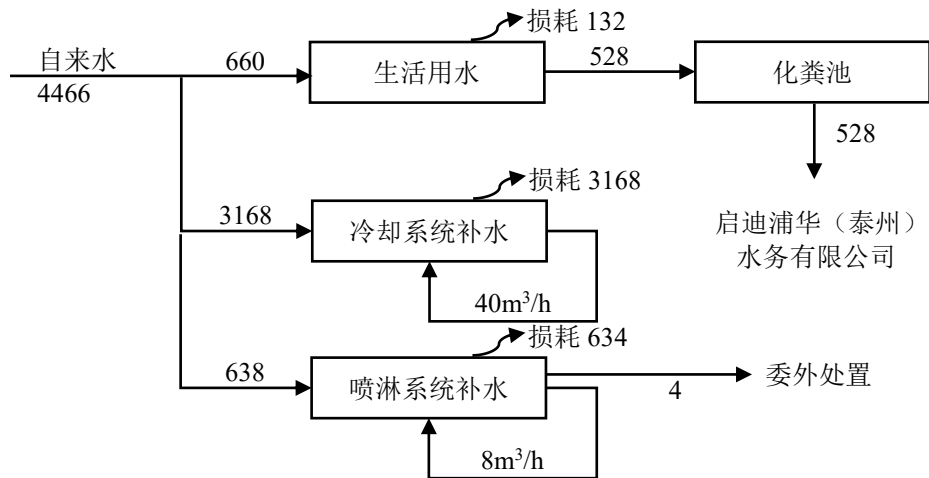 损耗 132
自来水
660
生活用水
528
化粪池
4466
528
损耗 3168
3168
冷却系统补水
启迪浦华（泰州）
水务有限公司
40m³/h
损耗 634
638
喷淋系统补水
4
委外处置
8m³/h